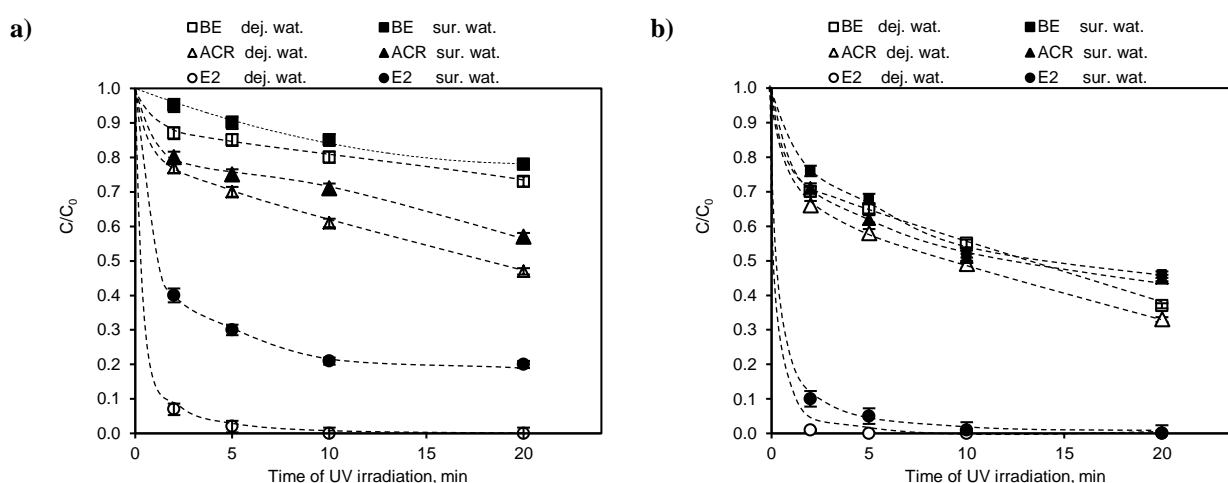 a)
BE dej. wat. BE sur. wat.
ACR dej. wat. ACR sur. wat.
E2 dej. wat. E2 sur. wat.
1.0
0.9
0.8
0.7
0.6
0.5
0.4
0.3
0.2
0.1
0.0
C/C0
0 5 10 15 20
Time of UV irradiation, min
b)
BE dej. wat. BE sur. wat.
ACR dej. wat. ACR sur. wat.
E2 dej. wat. E2 sur. wat.
1.0
0.9
0.8
0.7
0.6
0.5
0.4
0.3
0.2
0.1
0.0
C/C0
0 5 10 15 20
Time of UV irradiation, min